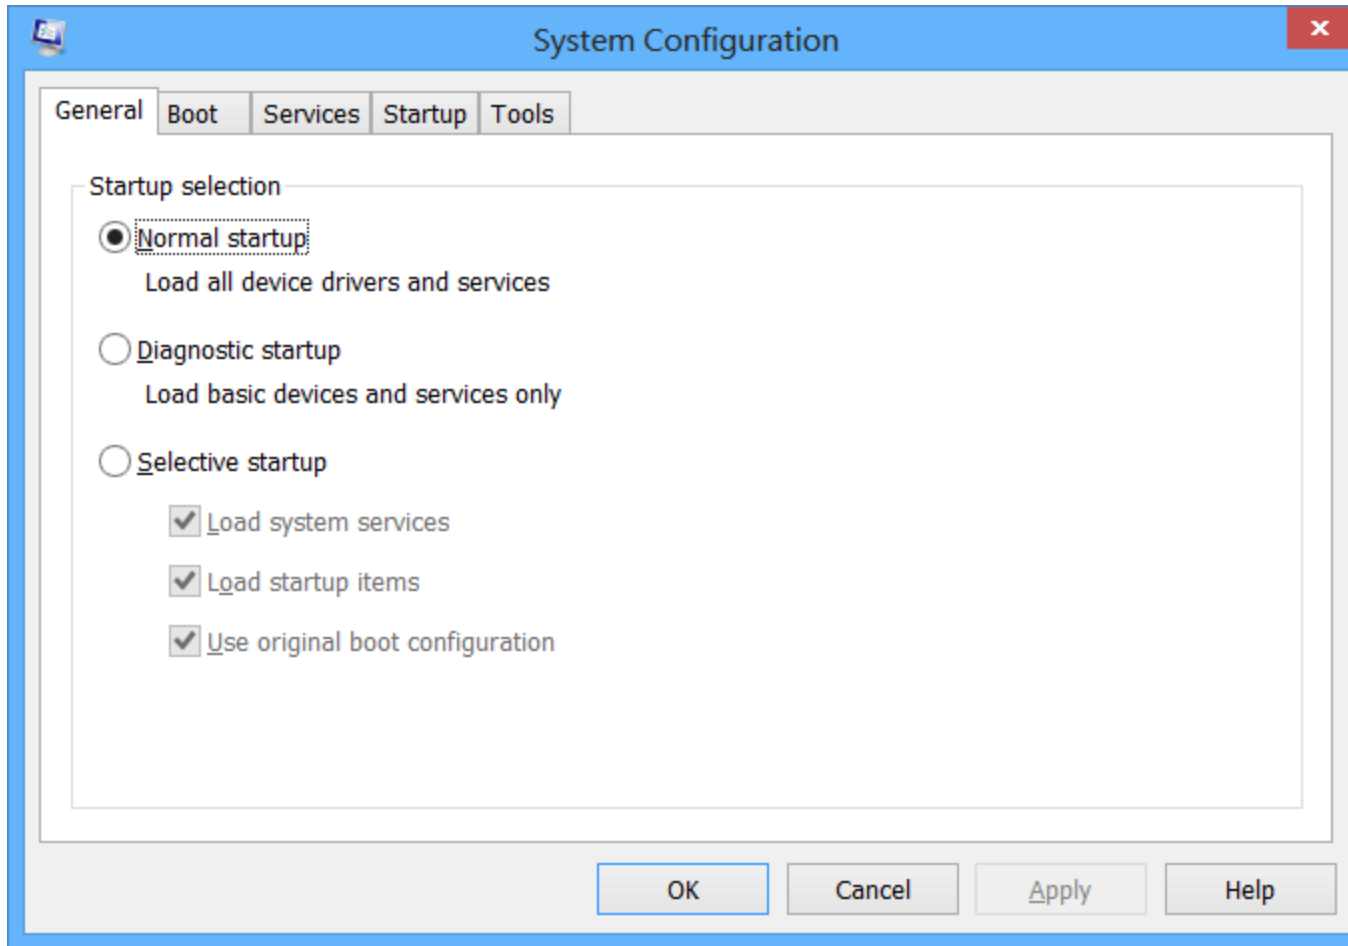 System Configuration
x
General Boot Services Startup Tools
Startup selection
Normal startup
Load all device drivers and services
Diagnostic startup
Load basic devices and services only
Selective startup
Load system services
Load startup items
Use original boot configuration
OK Cancel Apply Help